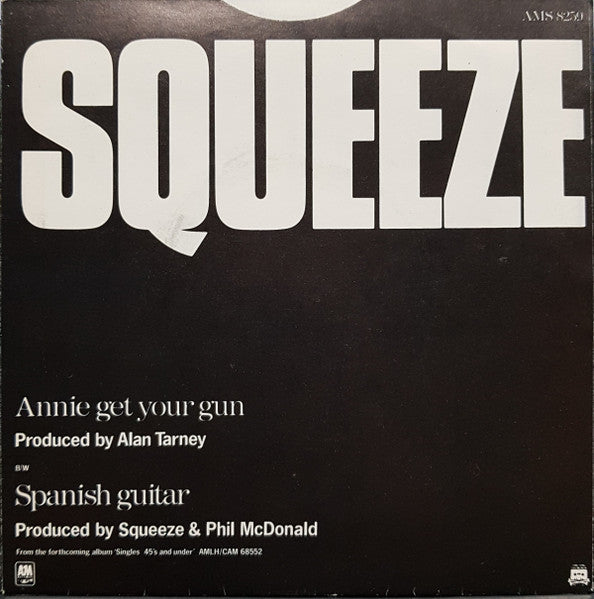 AMS 8259
SQUEEZE
Annie get your gun
Produced by Alan Tarney
B/W
Spanish guitar
Produced by Squeeze & Phil McDonald
From the forthcoming album 'Singles 45's and under' AMLH/CAM 68552
A&M